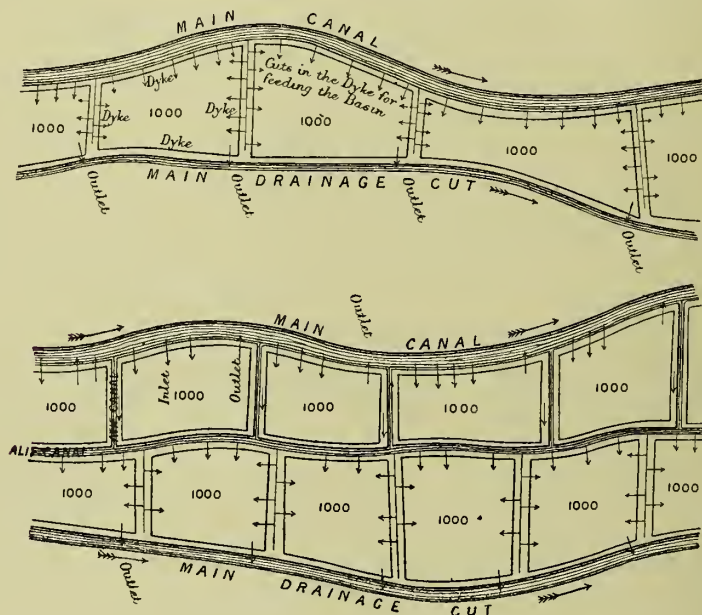 MAIN CANAL
Cuts in the Dyke for
feeding the Basin
Dyke
1000
Dyke
1000
Dyke
1000
1000
1000
Dyke
MAIN DRAINAGE CUT
Outlet
Outlet
Outlet
Outlet
Outlet
MAIN CANAL
1000
Inlet
1000
Outlet
1000
1000
1000
ALIF CANAL
1000
1000
1000
1000
1000
1000
Outlet
MAIN DRAINAGE CUT